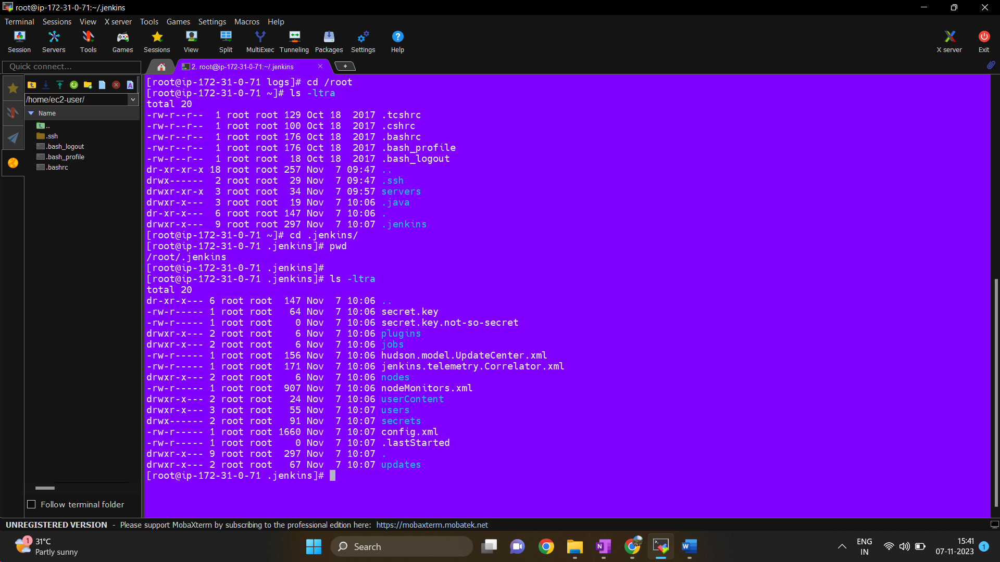 root@ip-172-31-0-71:~/.jenkins
Terminal Sessions View X server Tools Games Settings Macros Help
Session Servers Tools Games Sessions View Split MultiExec Tunneling Packages Settings Help X server Exit
Quick connect...
2. root@ip-172-31-0-71:~/.jenkins
/home/ec2-user/
Name
..
.ssh
.bash_logout
.bash_profile
.bashrc
Follow terminal folder
[root@ip-172-31-0-71 logs]# cd /root
[root@ip-172-31-0-71 ~]# ls -ltra
total 20
-rw-r--r--  1 root root 129 Oct 18  2017 .tcshrc
-rw-r--r--  1 root root 100 Oct 18  2017 .cshrc
-rw-r--r--  1 root root 176 Oct 18  2017 .bashrc
-rw-r--r--  1 root root 176 Oct 18  2017 .bash_profile
-rw-r--r--  1 root root  18 Oct 18  2017 .bash_logout
dr-xr-xr-x 18 root root 257 Nov  7 09:47 ..
drwx------  2 root root  29 Nov  7 09:47 .ssh
drwxr-xr-x  3 root root  34 Nov  7 09:57 servers
drwxr-x---  3 root root  19 Nov  7 10:06 .java
dr-xr-x---  6 root root 147 Nov  7 10:06 .
drwxr-x---  9 root root 297 Nov  7 10:07 .jenkins
[root@ip-172-31-0-71 ~]# cd .jenkins/
[root@ip-172-31-0-71 .jenkins]# pwd
/root/.jenkins
[root@ip-172-31-0-71 .jenkins]#
[root@ip-172-31-0-71 .jenkins]# ls -ltra
total 20
dr-xr-x--- 6 root root  147 Nov  7 10:06 ..
-rw-r----- 1 root root   64 Nov  7 10:06 secret.key
-rw-r----- 1 root root    0 Nov  7 10:06 secret.key.not-so-secret
drwxr-x--- 2 root root    6 Nov  7 10:06 plugins
drwxr-x--- 2 root root    6 Nov  7 10:06 jobs
-rw-r----- 1 root root  156 Nov  7 10:06 hudson.model.UpdateCenter.xml
-rw-r----- 1 root root  171 Nov  7 10:06 jenkins.telemetry.Correlator.xml
drwxr-x--- 2 root root    6 Nov  7 10:06 nodes
-rw-r----- 1 root root  907 Nov  7 10:06 nodeMonitors.xml
drwxr-x--- 2 root root   24 Nov  7 10:06 userContent
drwxr-x--- 3 root root   55 Nov  7 10:07 users
drwx------ 2 root root   91 Nov  7 10:07 secrets
-rw-r----- 1 root root 1660 Nov  7 10:07 config.xml
-rw-r----- 1 root root    0 Nov  7 10:07 .lastStarted
drwxr-x--- 9 root root  297 Nov  7 10:07 .
drwxr-x--- 2 root root   67 Nov  7 10:07 updates
[root@ip-172-31-0-71 .jenkins]#
UNREGISTERED VERSION - Please support MobaXterm by subscribing to the professional edition here: https://mobaxterm.mobatek.net
1
31°C
Partly sunny
Search
ENG
IN
15:41
07-11-2023
1